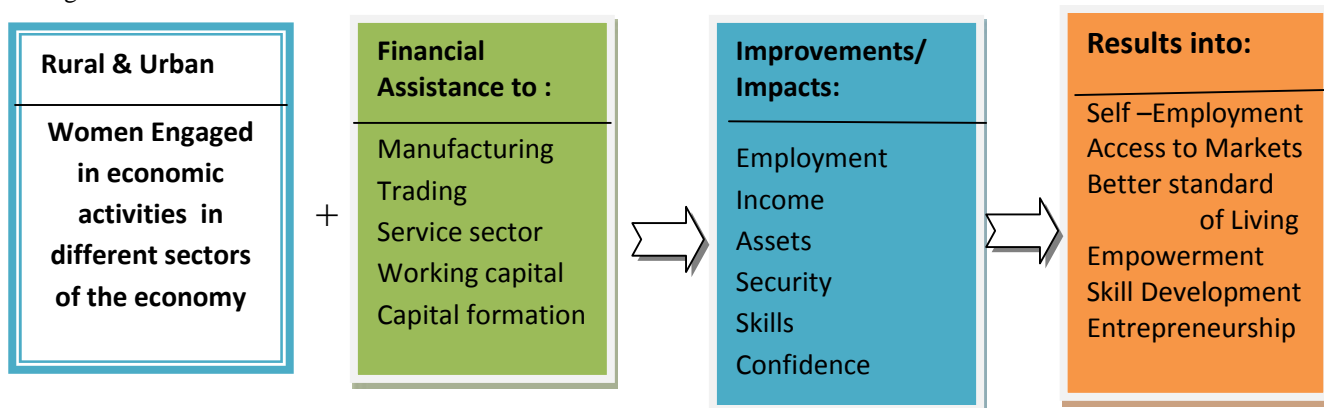 Rural & Urban
Women Engaged
in economic
activities in
different sectors
of the economy
+
Financial
Assistance to :
Manufacturing
Trading
Service sector
Working capital
Capital formation
Improvements/
Impacts:
Employment
Income
Assets
Security
Skills
Confidence
Results into:
Self –Employment
Access to Markets
Better standard
of Living
Empowerment
Skill Development
Entrepreneurship